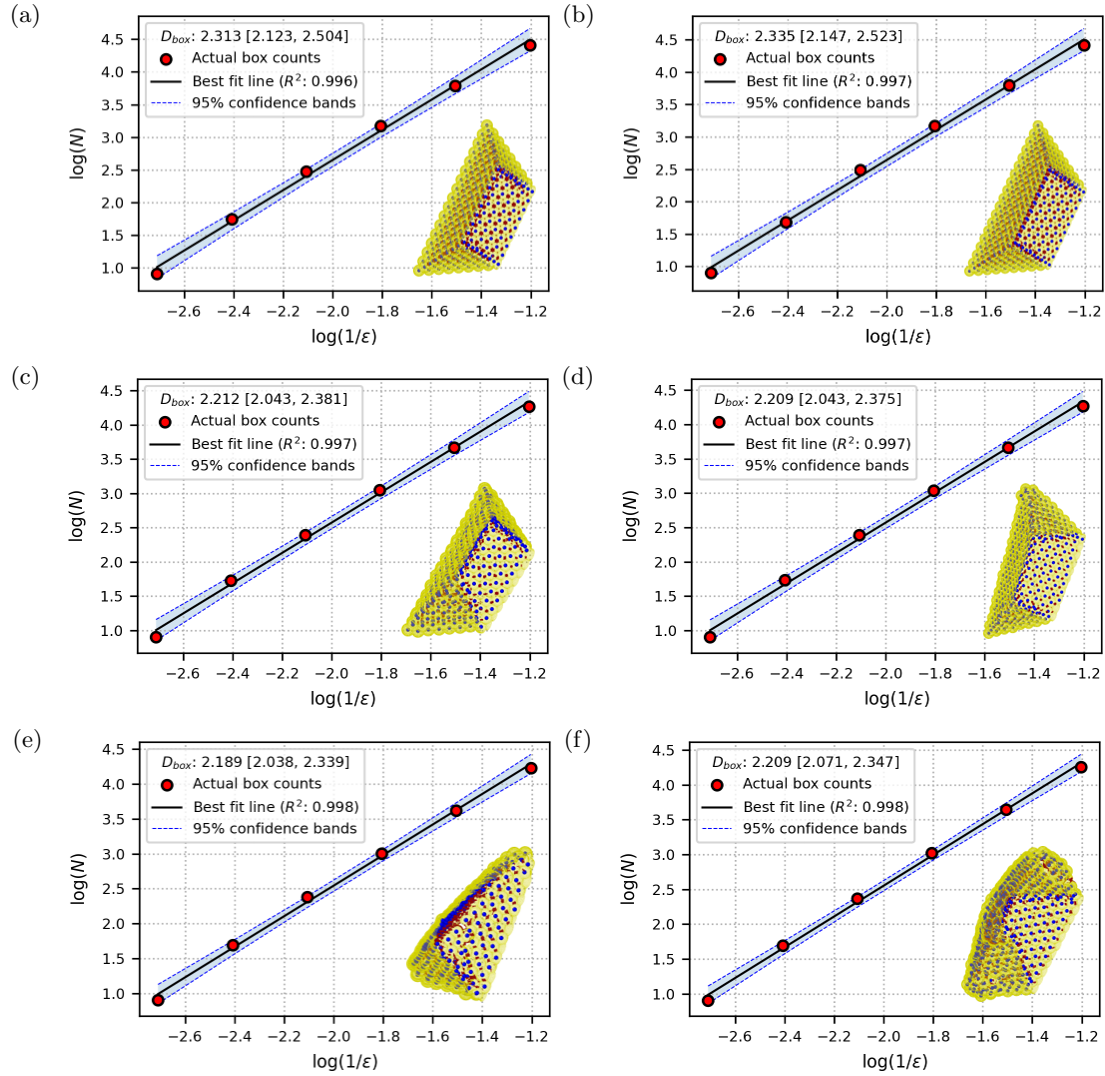 (a)
D_box: 2.313 [2.123, 2.504]
Actual box counts
Best fit line (R²: 0.996)
95% confidence bands
4.5
4.0
3.5
3.0
2.5
2.0
1.5
1.0
log(N)
−2.6 −2.4 −2.2 −2.0 −1.8 −1.6 −1.4 −1.2
log(1/ε)
(b)
D_box: 2.335 [2.147, 2.523]
Actual box counts
Best fit line (R²: 0.997)
95% confidence bands
4.5
4.0
3.5
3.0
2.5
2.0
1.5
1.0
log(N)
−2.6 −2.4 −2.2 −2.0 −1.8 −1.6 −1.4 −1.2
log(1/ε)
(c)
D_box: 2.212 [2.043, 2.381]
Actual box counts
Best fit line (R²: 0.997)
95% confidence bands
4.5
4.0
3.5
3.0
2.5
2.0
1.5
1.0
log(N)
−2.6 −2.4 −2.2 −2.0 −1.8 −1.6 −1.4 −1.2
log(1/ε)
(d)
D_box: 2.209 [2.043, 2.375]
Actual box counts
Best fit line (R²: 0.997)
95% confidence bands
4.5
4.0
3.5
3.0
2.5
2.0
1.5
1.0
log(N)
−2.6 −2.4 −2.2 −2.0 −1.8 −1.6 −1.4 −1.2
log(1/ε)
(e)
D_box: 2.189 [2.038, 2.339]
Actual box counts
Best fit line (R²: 0.998)
95% confidence bands
4.5
4.0
3.5
3.0
2.5
2.0
1.5
1.0
log(N)
−2.6 −2.4 −2.2 −2.0 −1.8 −1.6 −1.4 −1.2
log(1/ε)
(f)
D_box: 2.209 [2.071, 2.347]
Actual box counts
Best fit line (R²: 0.998)
95% confidence bands
4.5
4.0
3.5
3.0
2.5
2.0
1.5
1.0
log(N)
−2.6 −2.4 −2.2 −2.0 −1.8 −1.6 −1.4 −1.2
log(1/ε)